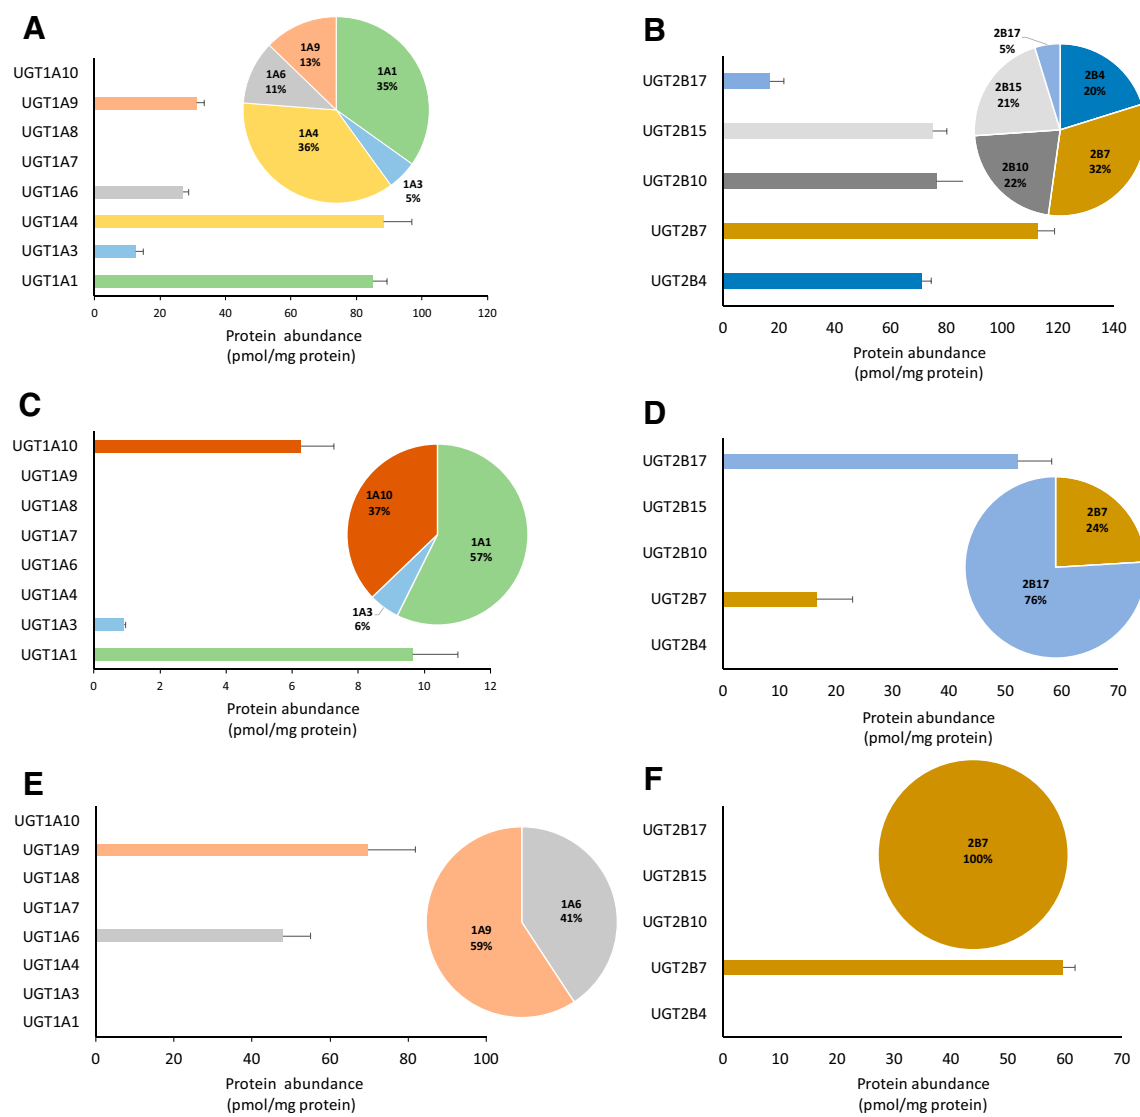 A
UGT1A10
UGT1A9
UGT1A8
UGT1A7
UGT1A6
UGT1A4
UGT1A3
UGT1A1
0 20 40 60 80 100 120
Protein abundance
(pmol/mg protein)
1A9
13%
1A1
35%
1A6
11%
1A4
36%
1A3
5%
B
UGT2B17
UGT2B15
UGT2B10
UGT2B7
UGT2B4
0 20 40 60 80 100 120 140
Protein abundance
(pmol/mg protein)
2B17
5%
2B4
20%
2B15
21%
2B7
32%
2B10
22%
C
UGT1A10
UGT1A9
UGT1A8
UGT1A7
UGT1A6
UGT1A4
UGT1A3
UGT1A1
0 2 4 6 8 10 12
Protein abundance
(pmol/mg protein)
1A10
37%
1A1
57%
1A3
6%
D
UGT2B17
UGT2B15
UGT2B10
UGT2B7
UGT2B4
0 10 20 30 40 50 60 70
Protein abundance
(pmol/mg protein)
2B7
24%
2B17
76%
E
UGT1A10
UGT1A9
UGT1A8
UGT1A7
UGT1A6
UGT1A4
UGT1A3
UGT1A1
0 20 40 60 80 100
Protein abundance
(pmol/mg protein)
1A6
41%
1A9
59%
F
UGT2B17
UGT2B15
UGT2B10
UGT2B7
UGT2B4
0 10 20 30 40 50 60 70
Protein abundance
(pmol/mg protein)
2B7
100%